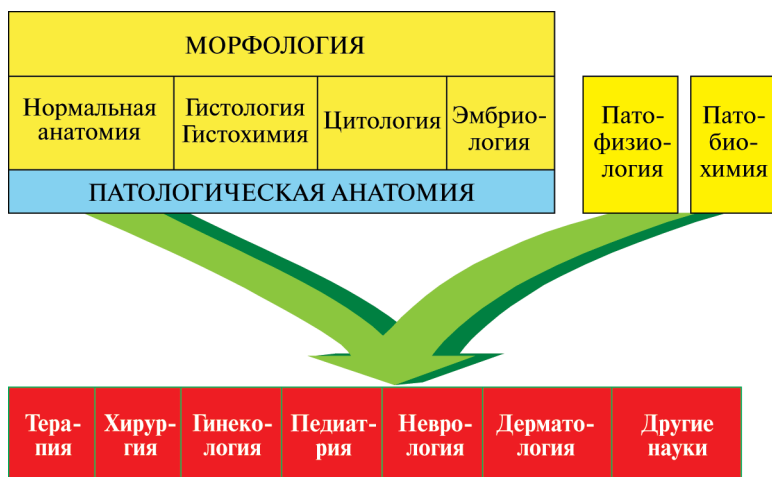 МОРФОЛОГИЯ
Нормальная
анатомия
Гистология
Гистохимия
Цитология
Эмбрио-
логия
Пато-
физио-
логия
Пато-
био-
химия
ПАТОЛОГИЧЕСКАЯ АНАТОМИЯ
Тера-
пия
Хирур-
гия
Гинеко-
логия
Педиат-
рия
Невро-
логия
Дермато-
логия
Другие
науки